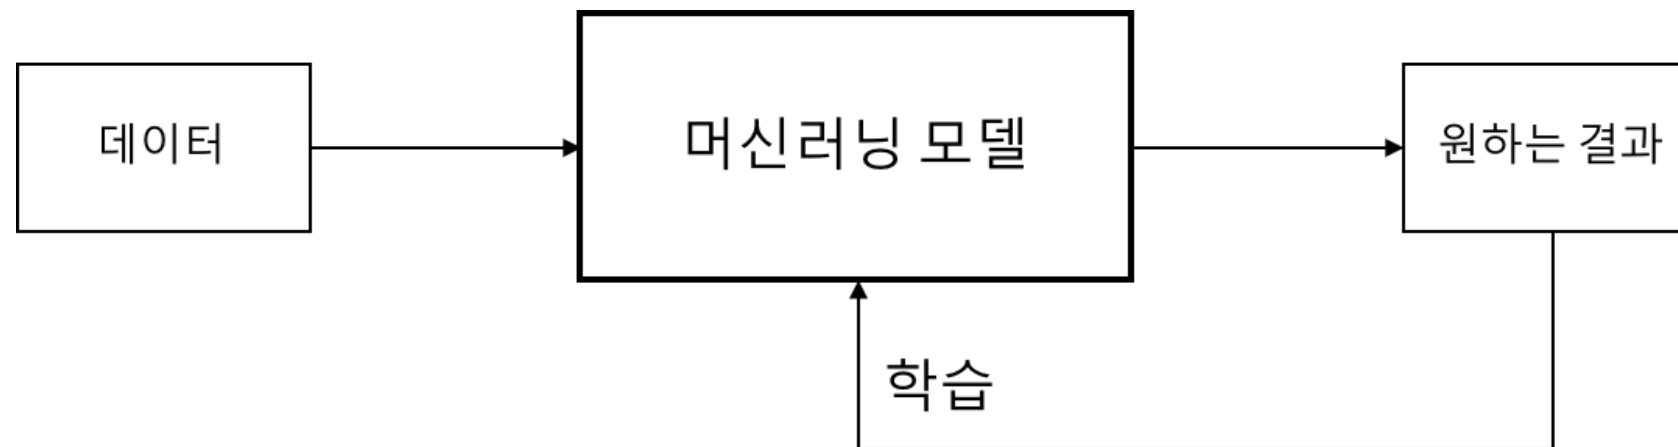 데이터
머신러닝 모델
원하는 결과
학습